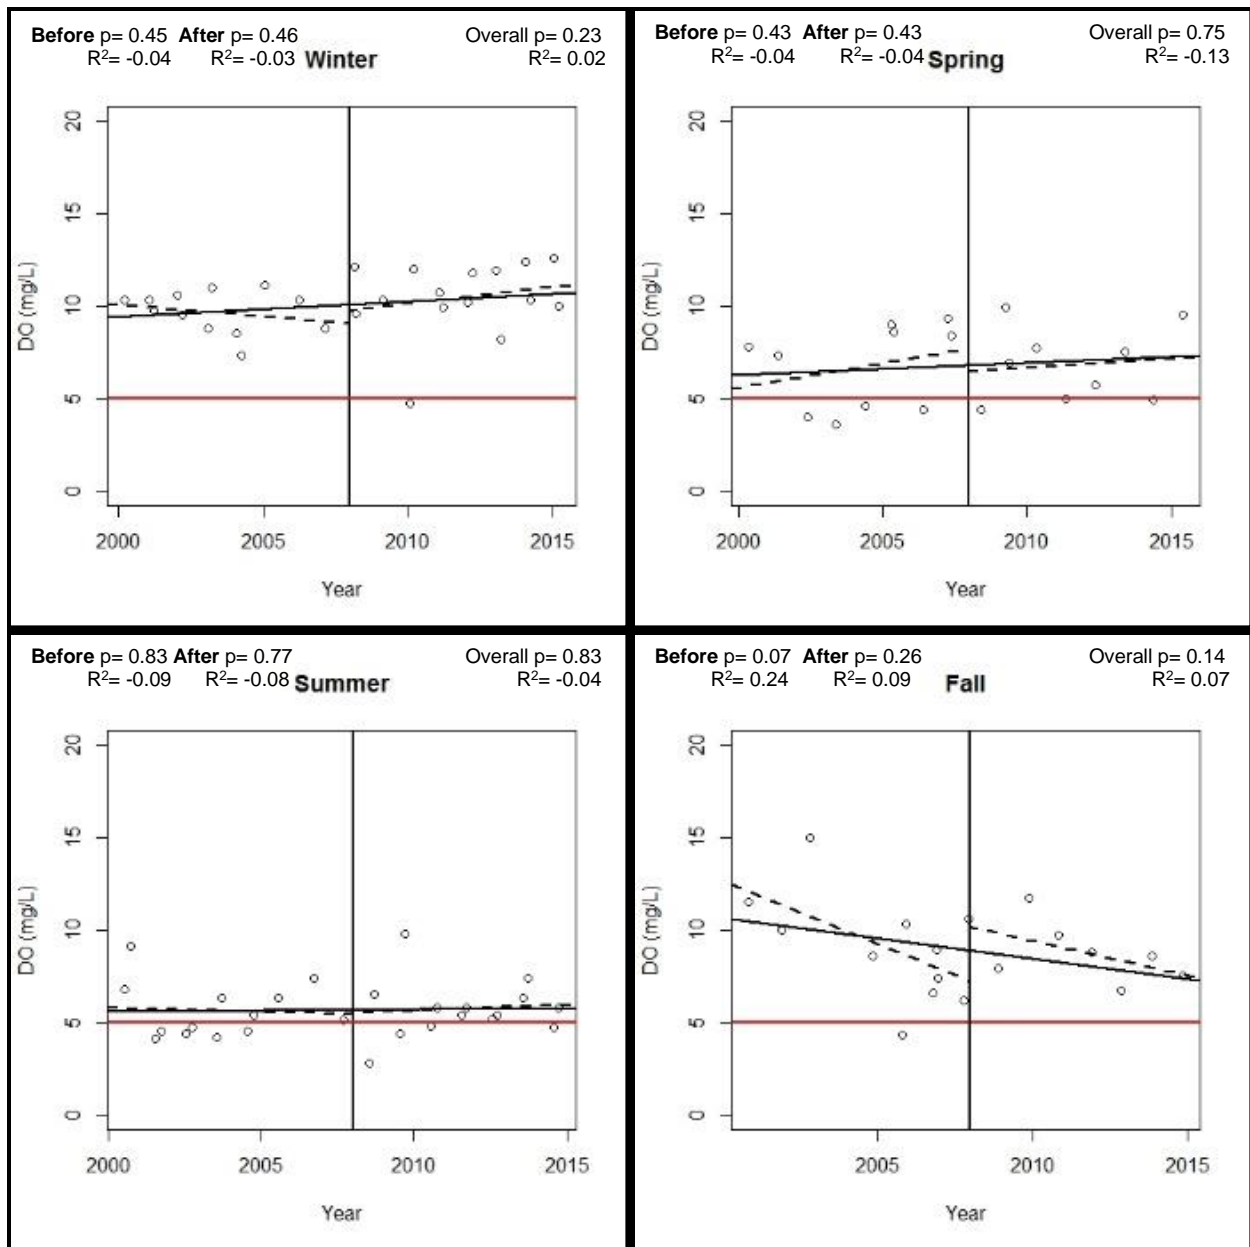 Before p= 0.45 After p= 0.46 Overall p= 0.23
R²= -0.04 R²= -0.03 Winter R²= 0.02
20
15
10
5
0
DO (mg/L)
2000 2005 2010 2015
Year
Before p= 0.43 After p= 0.43 Overall p= 0.75
R²= -0.04 R²= -0.04 Spring R²= -0.13
20
15
10
5
0
DO (mg/L)
2000 2005 2010 2015
Year
Before p= 0.83 After p= 0.77 Overall p= 0.83
R²= -0.09 R²= -0.08 Summer R²= -0.04
20
15
10
5
0
DO (mg/L)
2000 2005 2010 2015
Year
Before p= 0.07 After p= 0.26 Overall p= 0.14
R²= 0.24 R²= 0.09 Fall R²= 0.07
20
15
10
5
0
DO (mg/L)
2005 2010 2015
Year